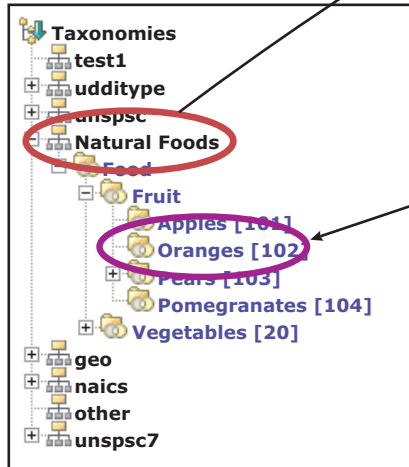 Taxonomies
test1
udditype
unspsc
Natural Foods
Food
Fruit
Apples [101]
Oranges [102]
Pears [103]
Pomegranates [104]
Vegetables [20]
geo
naics
other
unspsc7